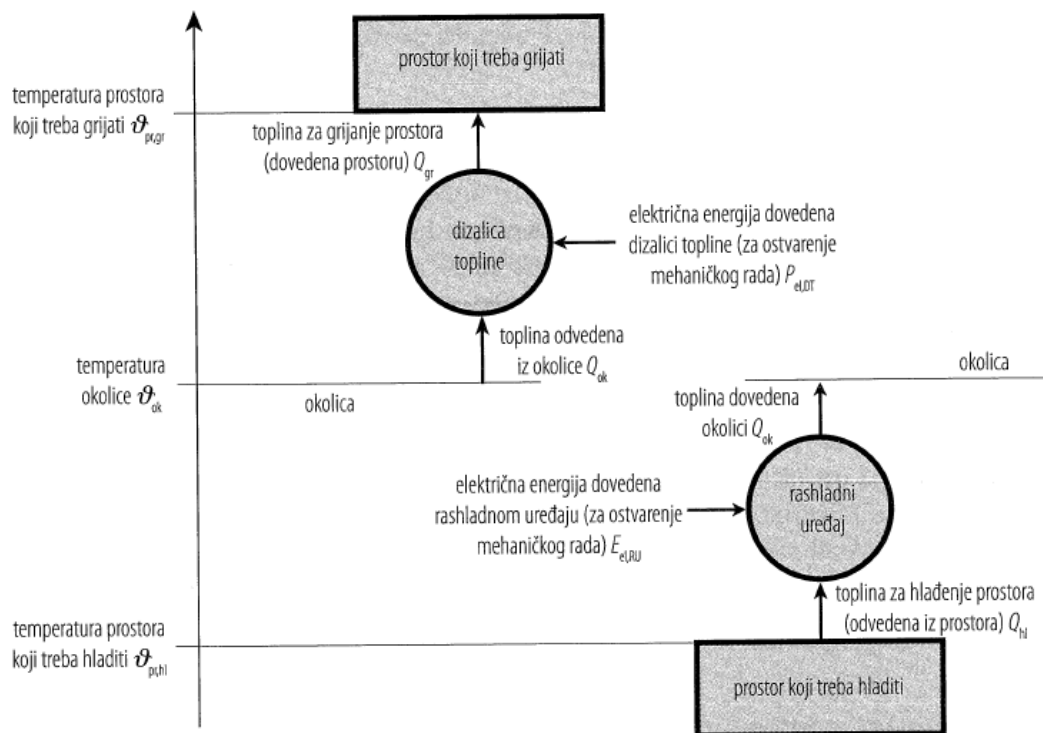 prostor koji treba grijati
temperatura prostora
koji treba grijati ϑpr,gr
toplina za grijanje prostora
(dovedena prostoru) Qgr
dizalica
topline
električna energija dovedena
dizalici topline (za ostvarenje
mehaničkog rada) Pel,DT
toplina odvedena
iz okolice Qok
temperatura
okolice ϑok
okolica
okolica
toplina dovedena
okolici Qok
električna energija dovedena
rashladnom uređaju (za ostvarenje
mehaničkog rada) Eel,RU
rashladni
uređaj
toplina za hlađenje prostora
(odvedena iz prostora) Qhl
temperatura prostora
koji treba hladiti ϑpr,hl
prostor koji treba hladiti